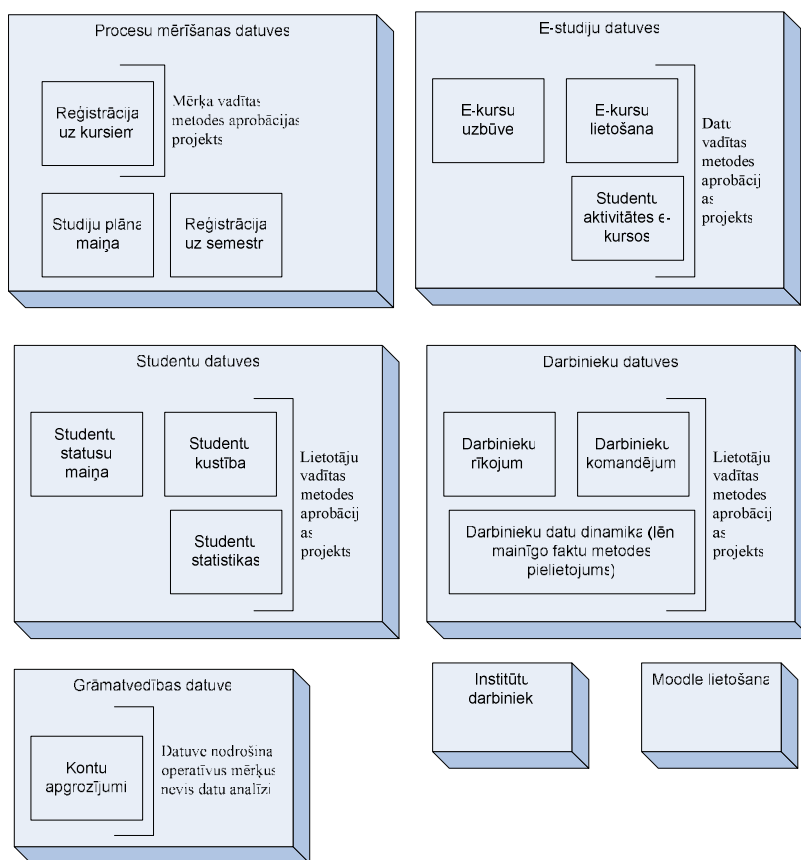 Procesu mērīšanas datuves
Reģistrācija
uz kursiem
Mērķa vadītas
metodes aprobācijas
projekts
Studiju plāna
maiņa
Reģistrācija
uz semestr
E-studiju datuves
E-kursu
uzbūve
E-kursu
lietošana
Studentu
aktivitātes e-
kursos
Datu
vadītas
metodes
aprobācij
as
projekts
Studentu datuves
Studentu
statusu
maiņa
Studentu
kustība
Studentu
statistikas
Lietotāju
vadītas
metodes
aprobācij
as
projekts
Darbinieku datuves
Darbinieku
rīkojum
Darbinieku
komandējum
Darbinieku datu dinamika (lēn
mainīgo faktu metodes
pielietojums)
Lietotāju
vadītas
metodes
aprobācij
as
projekts
Grāmatvedības datuve
Kontu
apgrozījumi
Datuve nodrošina
operatīvus mērķus
nevis datu analīzi
Institūtu
darbiniek
Moodle lietošana